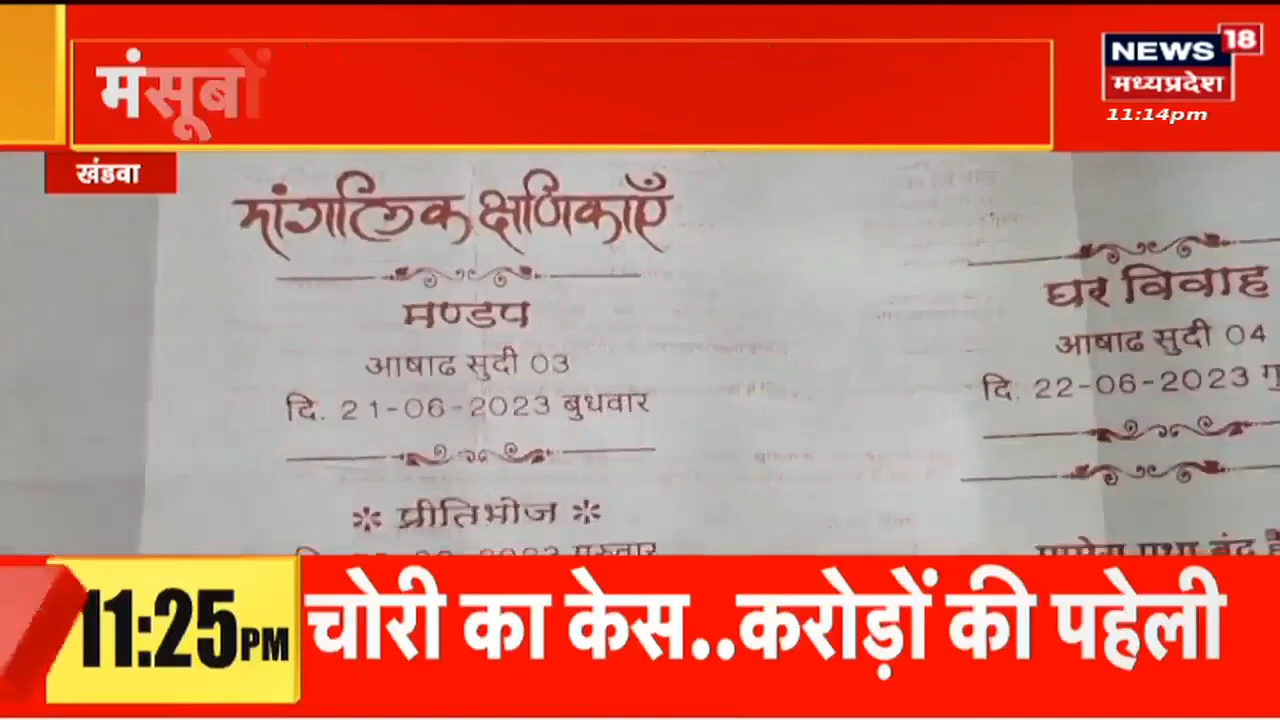 मंसूबों
NEWS 18
मध्यप्रदेश
11:14pm
खंडवा
मांगलिक क्षणिकाएँ
मण्डप
आषाढ सुदी 03
दि. 21-06-2023 बुधवार
❊ प्रीतिभोज ❊
घर विवाह
आषाढ सुदी 04
दि. 22-06-2023
11:25PM
चोरी का केस..करोड़ों की पहेली